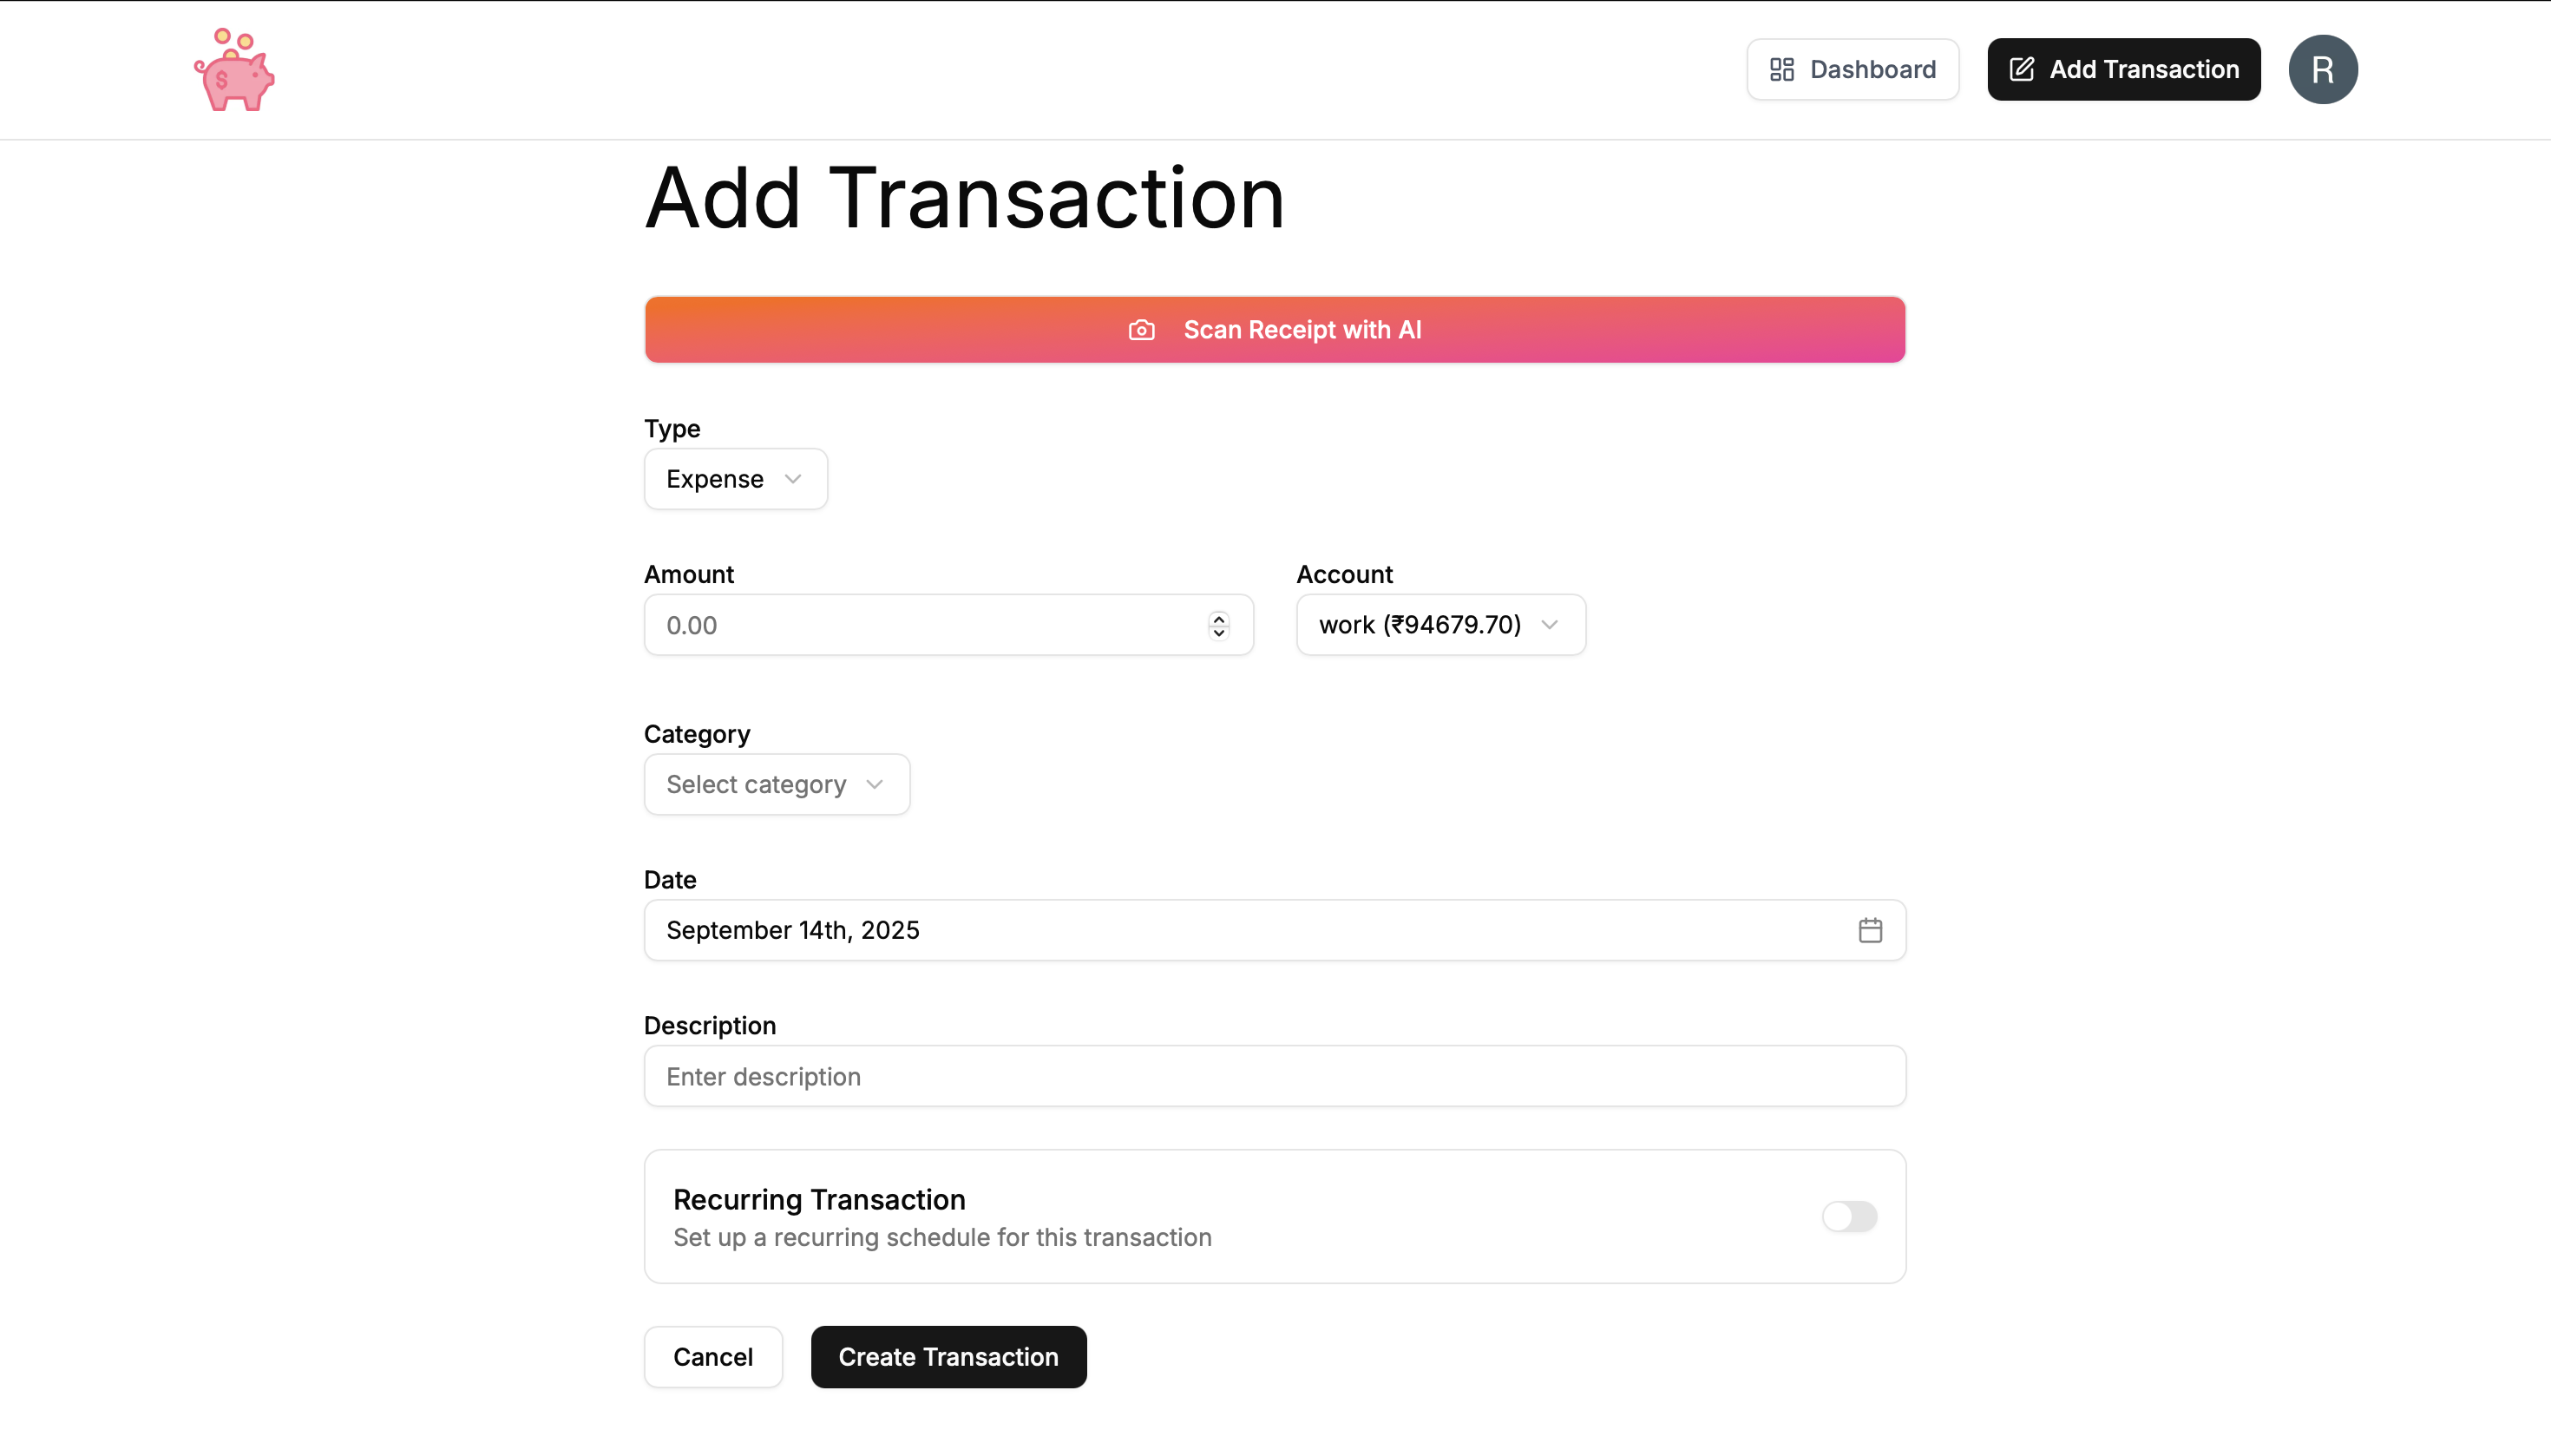 $
Dashboard
Add Transaction
R
Add Transaction
Scan Receipt with AI
Type
Expense
Amount
Account
0.00
work (₹94679.70)
Category
Select category
Date
September 14th, 2025
Description
Enter description
Recurring Transaction
Set up a recurring schedule for this transaction
Cancel
Create Transaction